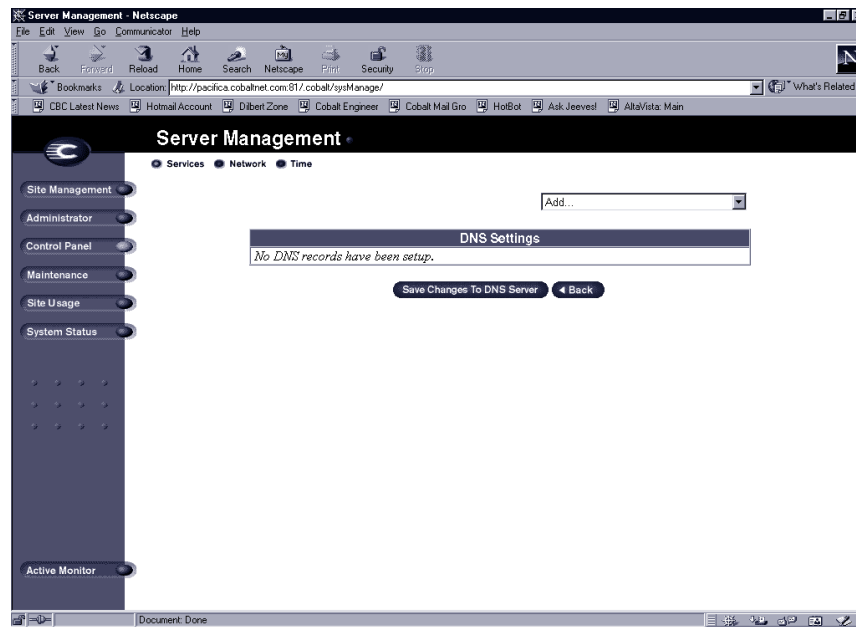 Server Management - Netscape
File Edit View Go Communicator Help
Back Forward Reload Home Search Netscape Print Security Stop
My
N
Bookmarks Location: http://pacifica.cobaltnet.com:81/.cobalt/sysManage/ What's Related
CBC Latest News Hotmail Account Dilbert Zone Cobalt Engineer Cobalt Mail Gro HotBot Ask Jeeves! AltaVista: Main
Server Management
Services Network Time
Site Management
Administrator
Control Panel
Maintenance
Site Usage
System Status
Active Monitor
Add...
DNS Settings
No DNS records have been setup.
Save Changes To DNS Server Back
Document: Done